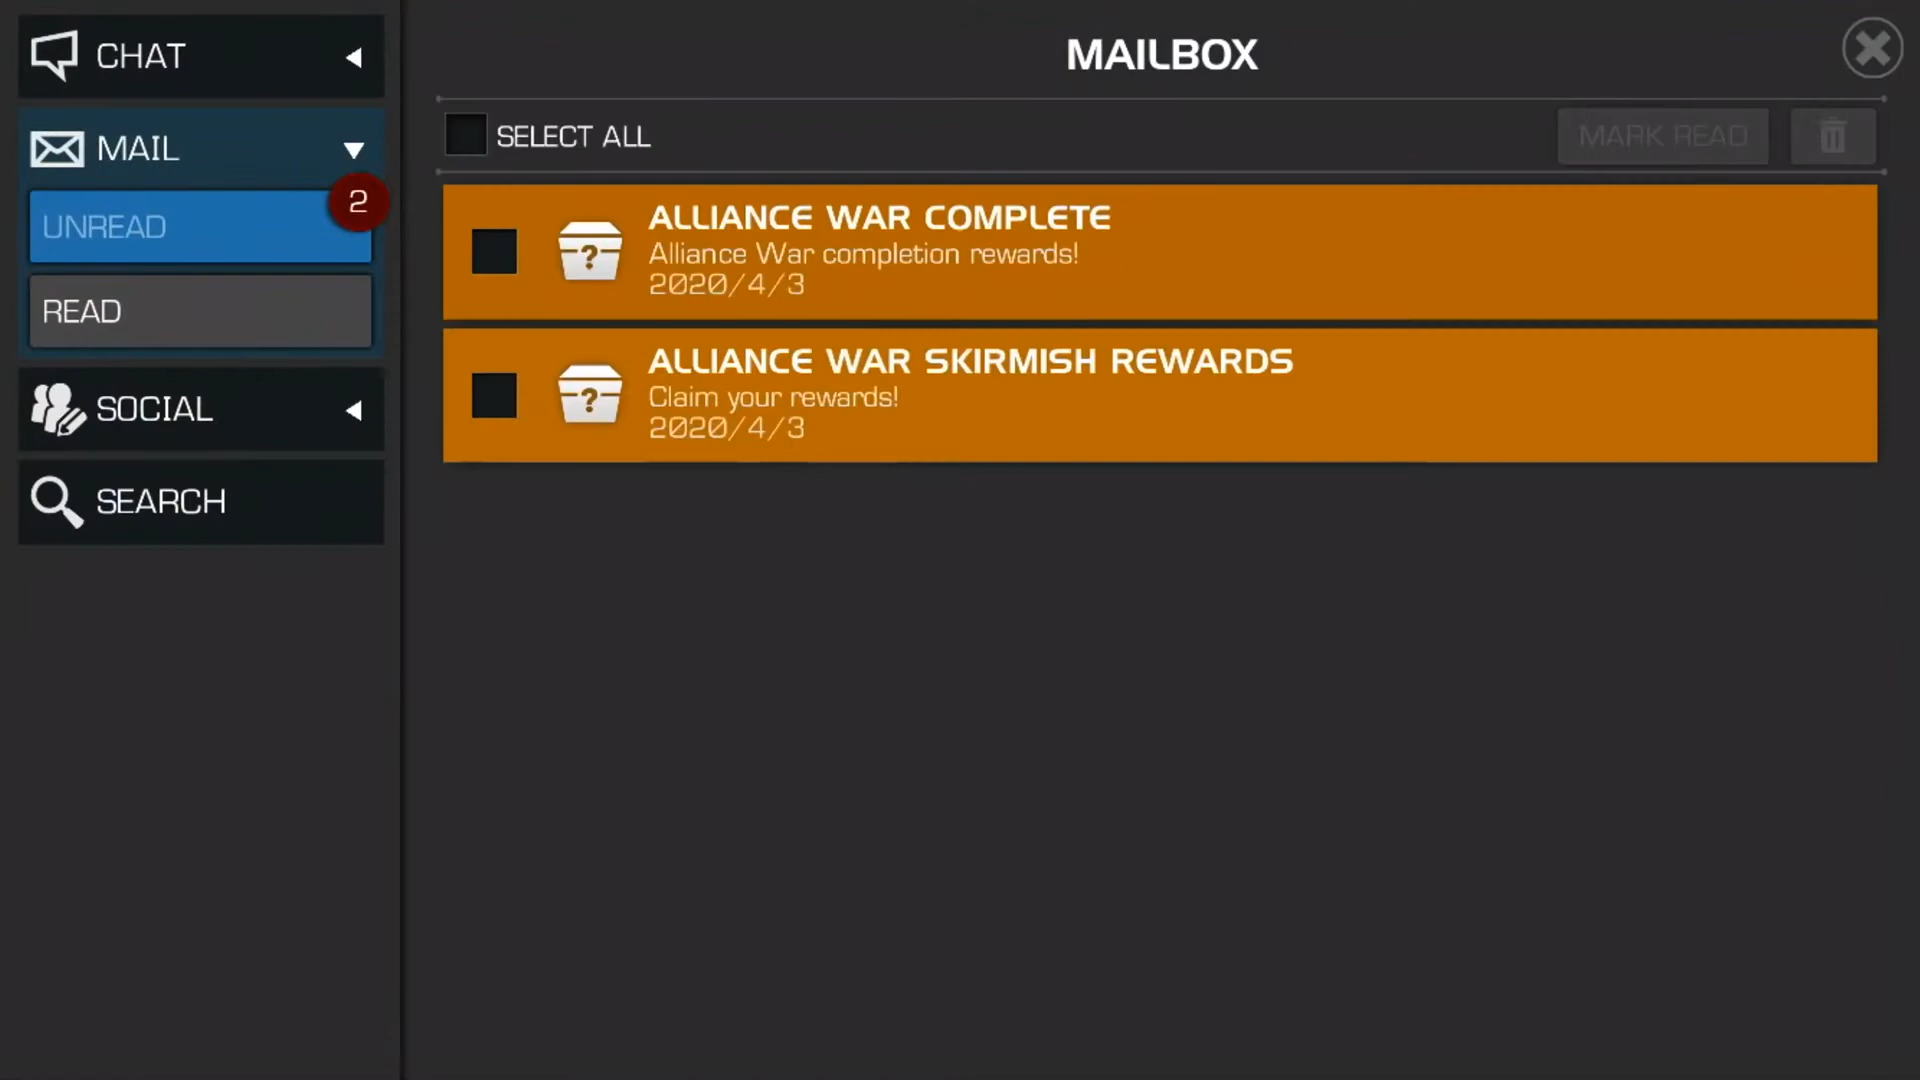 CHAT
MAIL
2
UNREAD
READ
SOCIAL
SEARCH
MAILBOX
SELECT ALL
MARK READ
ALLIANCE WAR COMPLETE
Alliance War completion rewards!
2020/4/3
ALLIANCE WAR SKIRMISH REWARDS
Claim your rewards!
2020/4/3